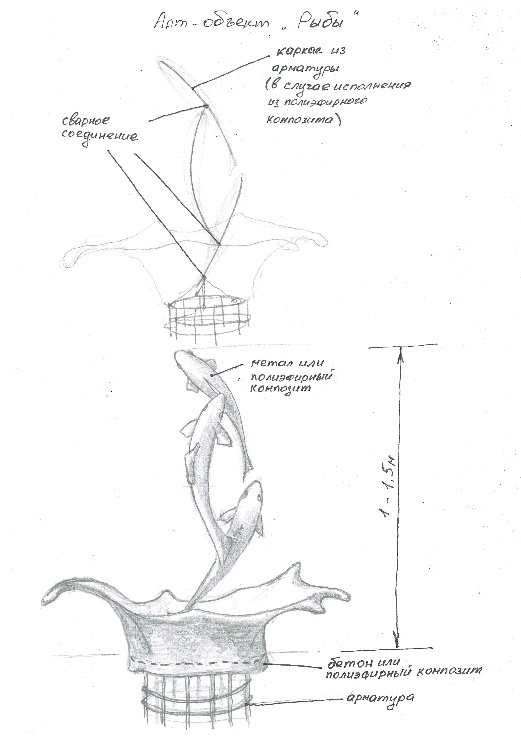 Арт-объект „Рыбы"
каркас из
арматуры
(в случае исполнения
из полиэфирного
композита)
сварное
соединение
метал или
полиэфирный
композит
1-1,5м
бетон или
полиэфирный композит
арматура